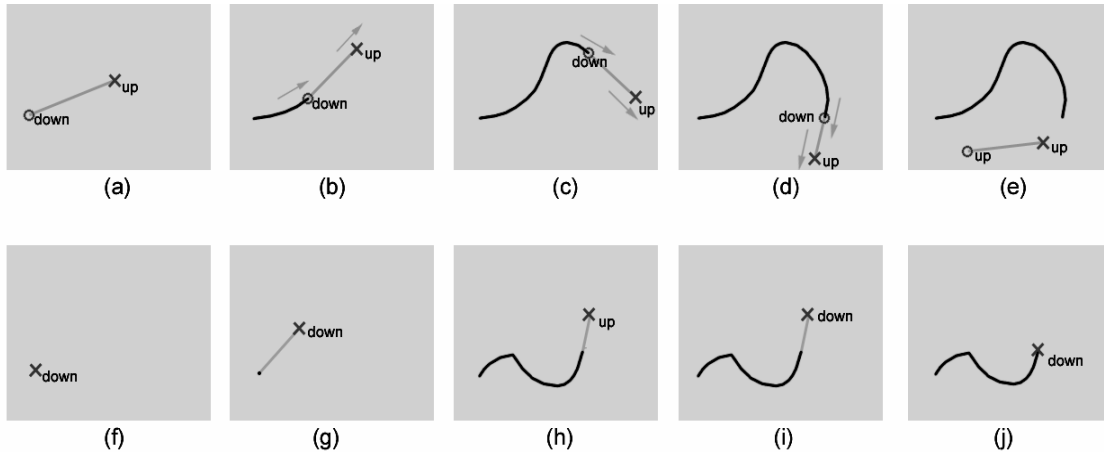 down up
down up
down up
down up
up up
(a) (b) (c) (d) (e)
down
down
up
down
down
(f) (g) (h) (i) (j)